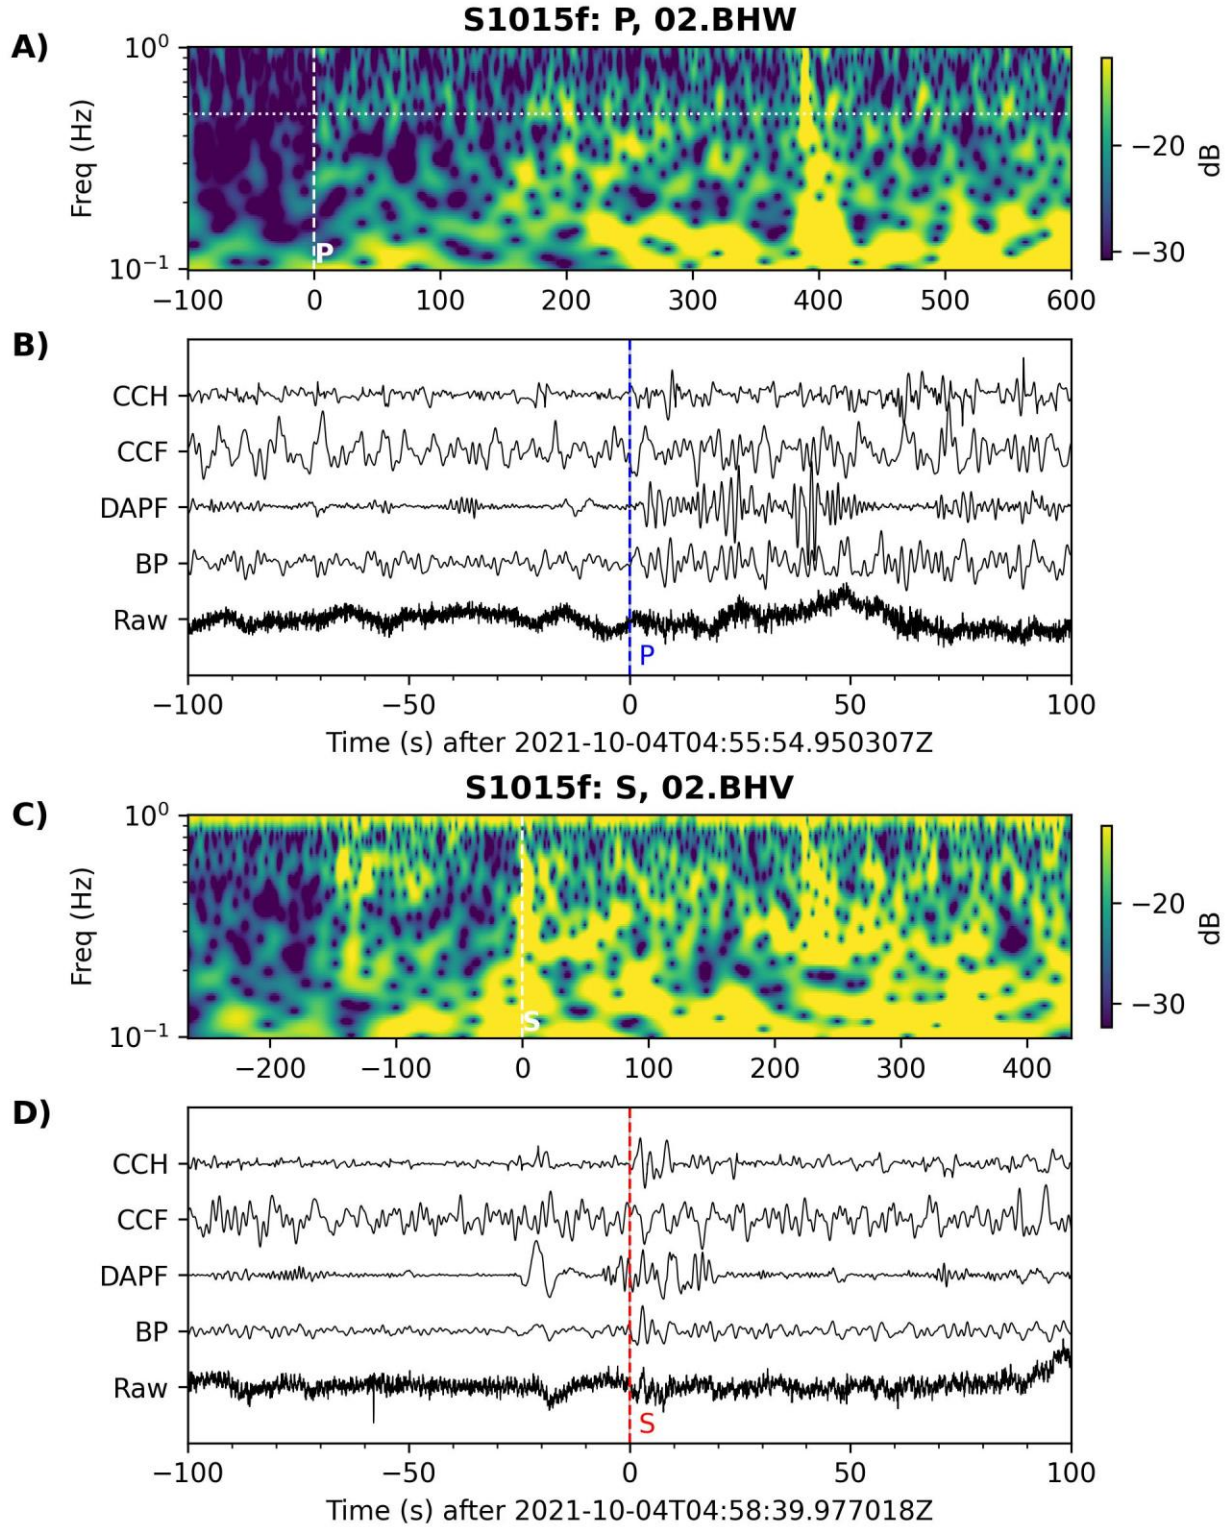 S1015f: P, 02.BHW
A)
10⁰
Freq (Hz)
10⁻¹
P
−20
−30
dB
−100 0 100 200 300 400 500 600
B)
CCH
CCF
DAPF
BP
Raw
P
−100 −50 0 50 100
Time (s) after 2021-10-04T04:55:54.950307Z
S1015f: S, 02.BHV
C)
10⁰
Freq (Hz)
10⁻¹
S
−20
−30
dB
−200 −100 0 100 200 300 400
D)
CCH
CCF
DAPF
BP
Raw
S
−100 −50 0 50 100
Time (s) after 2021-10-04T04:58:39.977018Z